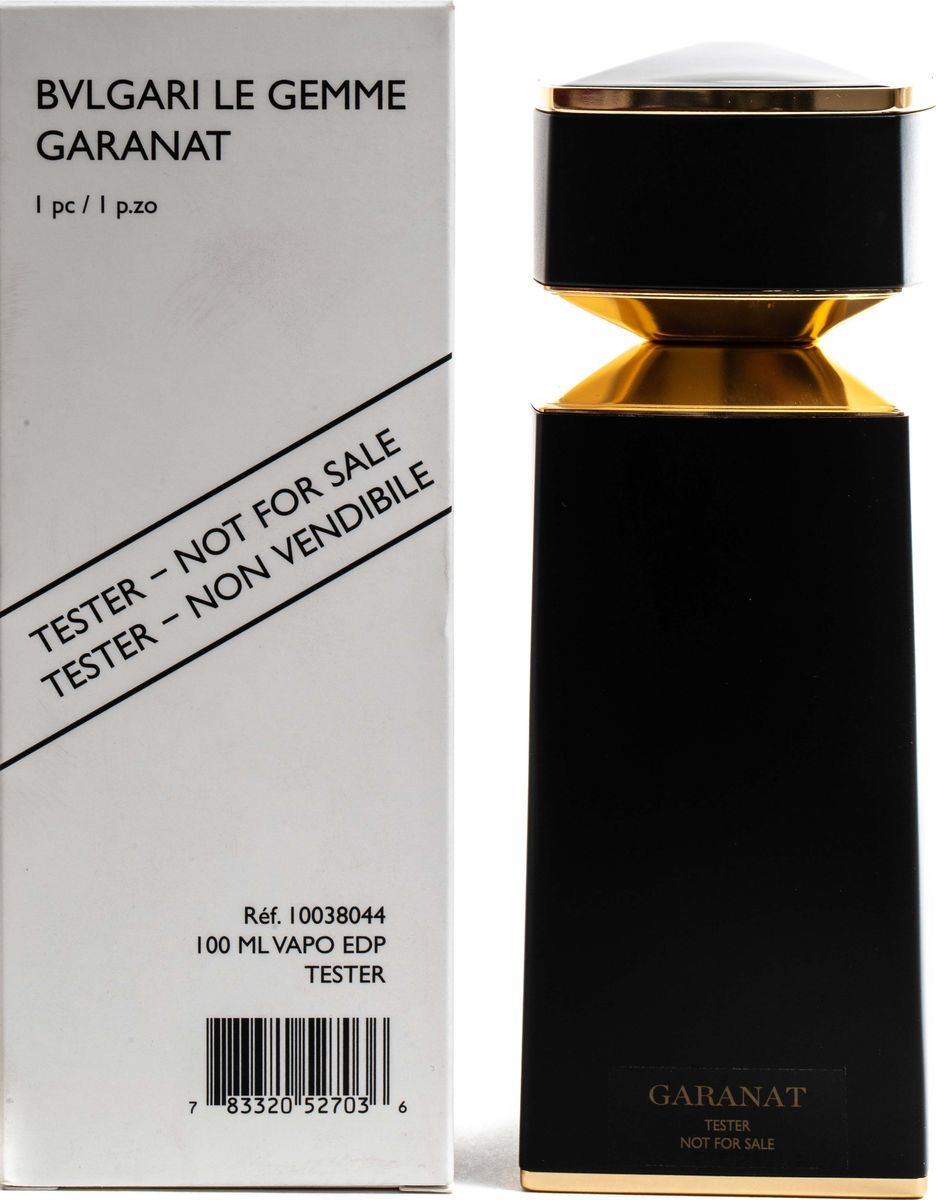 BVLGARI LE GEMME
GARANAT
1 pc / 1 p.zo
TESTER – NOT FOR SALE
TESTER – NON VENDIBILE
Réf. 10038044
100 ML VAPO EDP
TESTER
7 83320 52703 6
GARANAT
TESTER
NOT FOR SALE